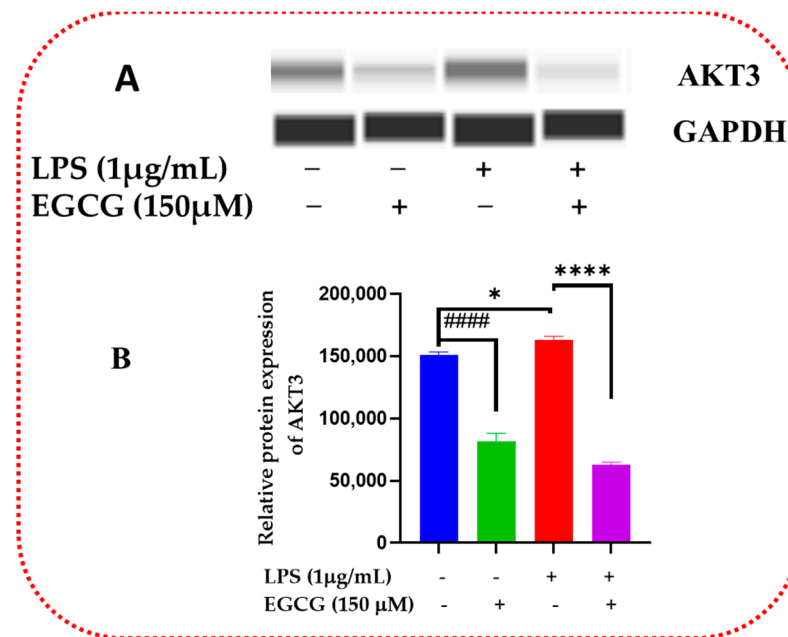 A
AKT3
GAPDH
LPS (1μg/mL) – – + +
EGCG (150μM) – + – +
B
Relative protein expression
of AKT3
200,000
150,000
100,000
50,000
0
####
*
****
LPS (1μg/mL) - - + +
EGCG (150 μM) - + - +